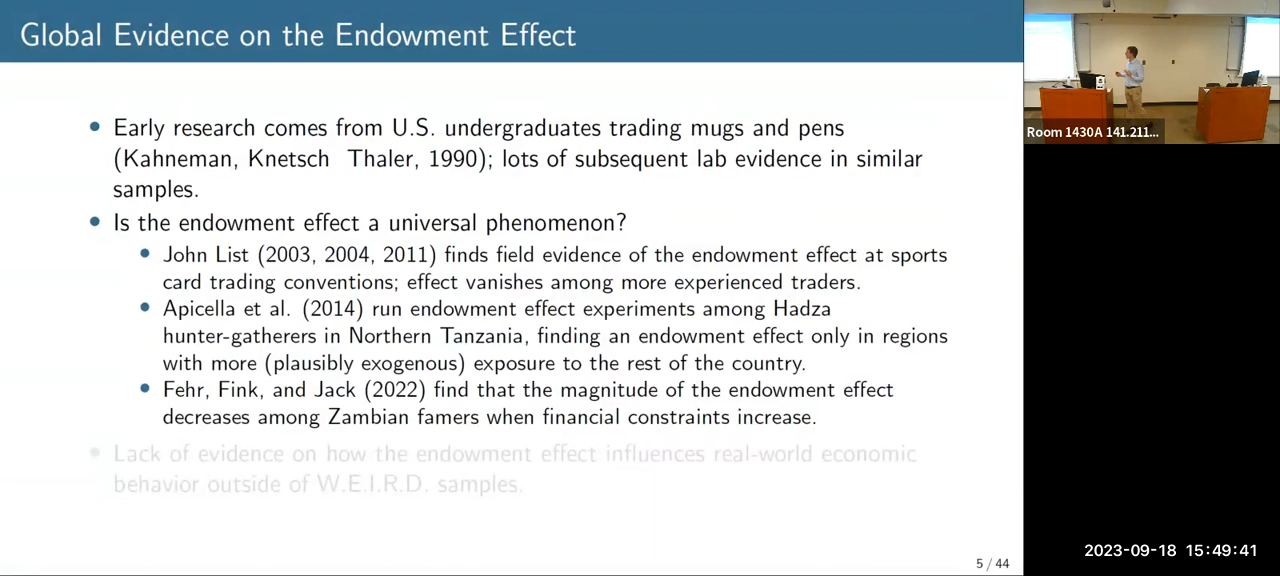 Global Evidence on the Endowment Effect
Early research comes from U.S. undergraduates trading mugs and pens
(Kahneman, Knetsch Thaler, 1990); lots of subsequent lab evidence in similar
samples.
Is the endowment effect a universal phenomenon?
John List (2003, 2004, 2011) finds field evidence of the endowment effect at sports
card trading conventions; effect vanishes among more experienced traders.
Apicella et al. (2014) run endowment effect experiments among Hadza
hunter-gatherers in Northern Tanzania, finding an endowment effect only in regions
with more (plausibly exogenous) exposure to the rest of the country.
Fehr, Fink, and Jack (2022) find that the magnitude of the endowment effect
decreases among Zambian famers when financial constraints increase.
Lack of evidence on how the endowment effect influences real-world economic
behavior outside of W.E.I.R.D. samples.
5 / 44
Room 1430A 141.211...
2023-09-18 15:49:41